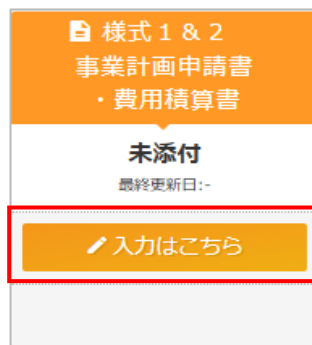 様式１＆２
事業計画申請書
・費用積算書
未添付
最終更新日:-
入力はこちら